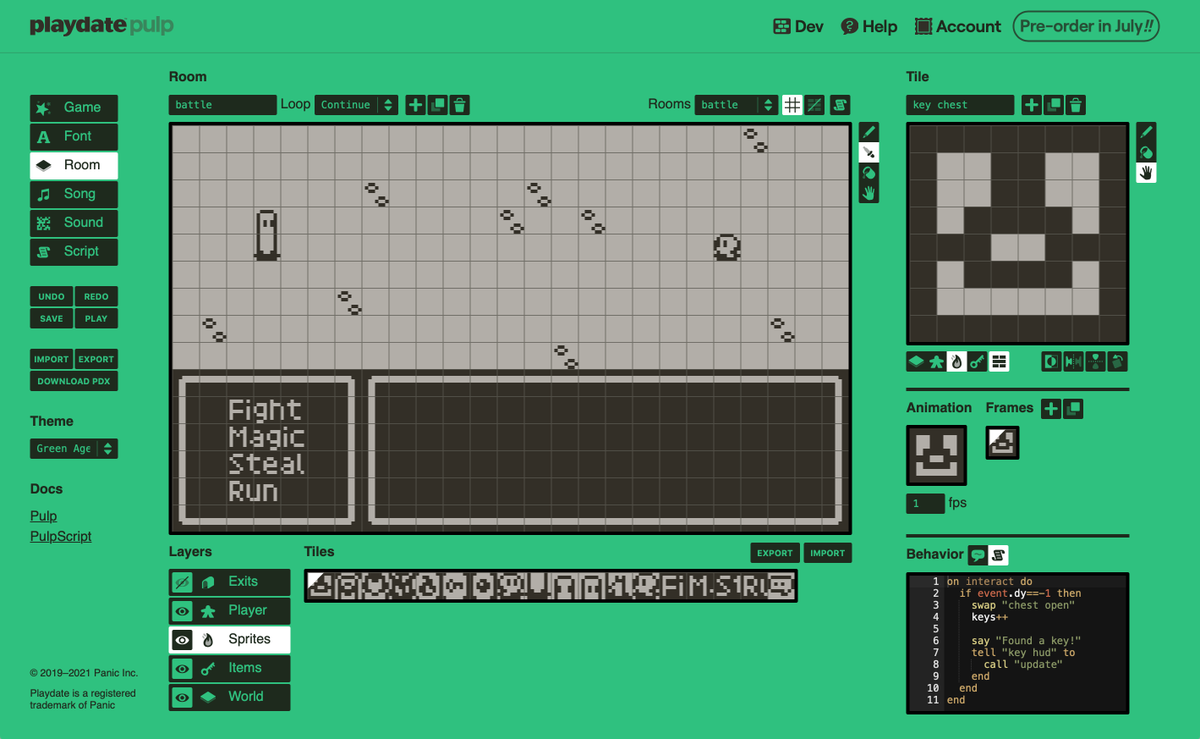 playdate pulp
Dev Help Account Pre-order in July!!
Room
battle Loop Continue Rooms battle
Tile
key chest
Game
Font
Room
Song
Sound
Script
UNDO REDO
SAVE PLAY
IMPORT EXPORT
DOWNLOAD PDX
Theme
Green Age
Docs
Pulp
PulpScript
Fight
Magic
Steal
Run
Animation Frames
1 fps
Layers
Exits
Player
Sprites
Items
World
Tiles EXPORT IMPORT
Behavior
1 on interact do
2 if event.dy==-1 then
3 swap "chest open"
4 keys++
5
6 say "Found a key!"
7 tell "key hud" to
8 call "update"
9 end
10 end
11 end
© 2019–2021 Panic Inc.
Playdate is a registered
trademark of Panic